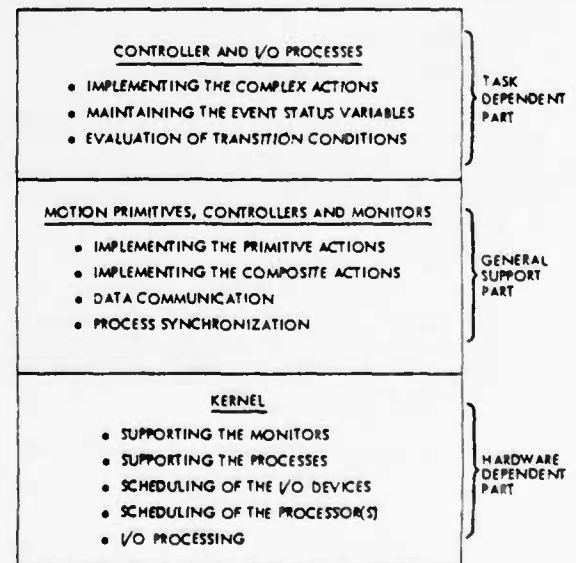 CONTROLLER AND I/O PROCESSES
• IMPLEMENTING THE COMPLEX ACTIONS
• MAINTAINING THE EVENT STATUS VARIABLES
• EVALUATION OF TRANSITION CONDITIONS
TASK
DEPENDENT
PART
MOTION PRIMITIVES, CONTROLLERS AND MONITORS
• IMPLEMENTING THE PRIMITIVE ACTIONS
• IMPLEMENTING THE COMPOSITE ACTIONS
• DATA COMMUNICATION
• PROCESS SYNCHRONIZATION
GENERAL
SUPPORT
PART
KERNEL
• SUPPORTING THE MONITORS
• SUPPORTING THE PROCESSES
• SCHEDULING OF THE I/O DEVICES
• SCHEDULING OF THE PROCESSOR(S)
• I/O PROCESSING
HARDWARE
DEPENDENT
PART